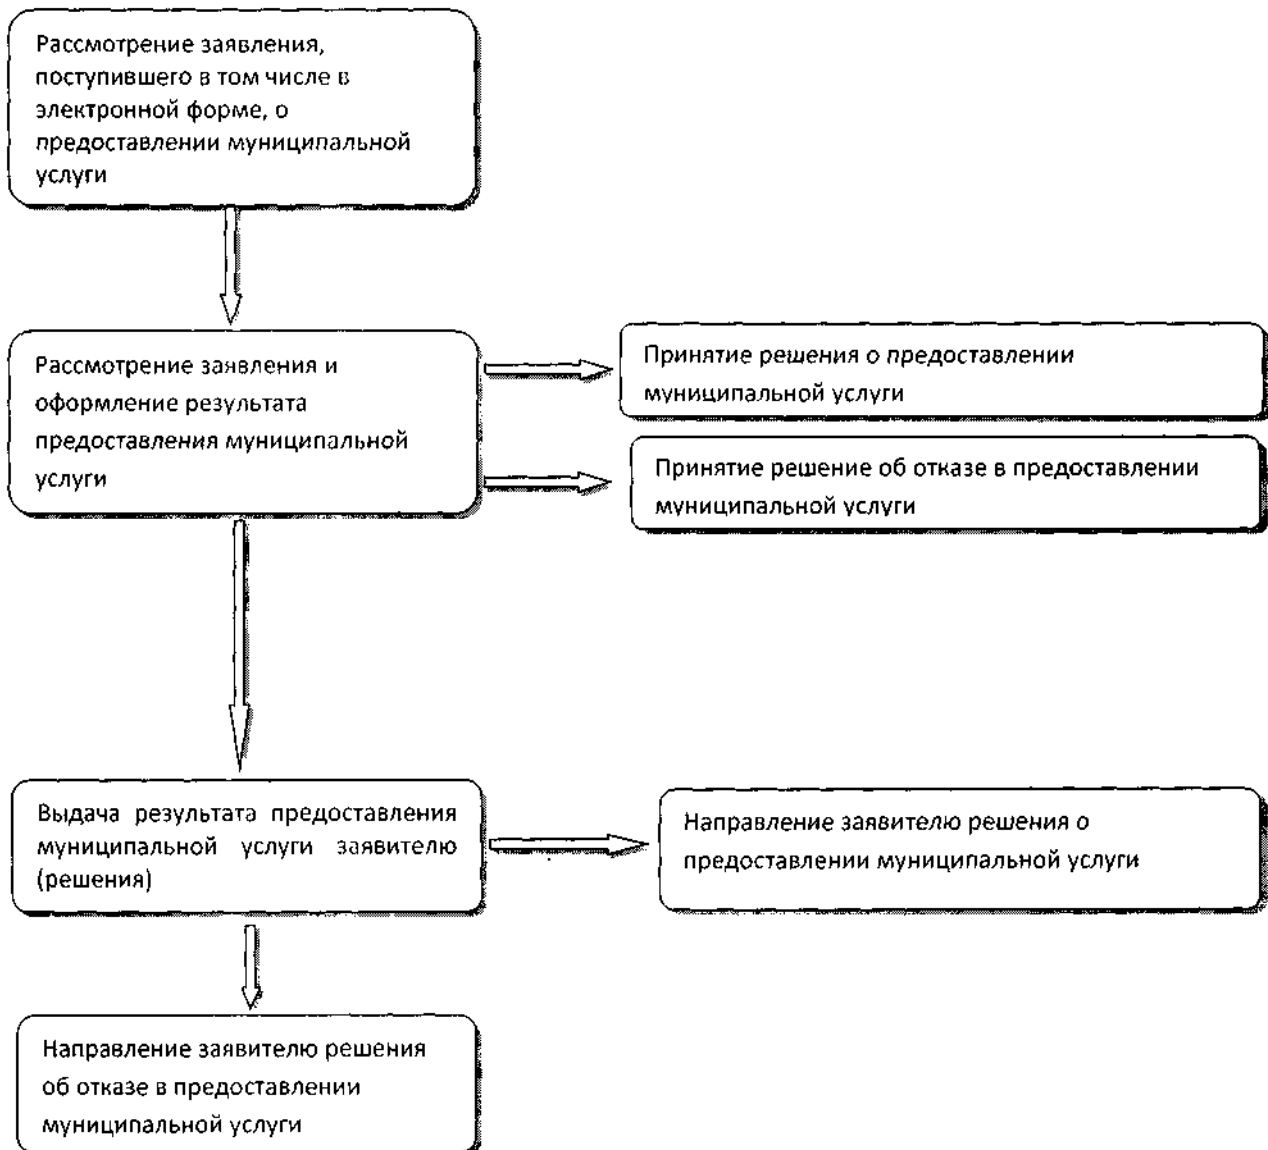 Рассмотрение заявления,
поступившего в том числе в
электронной форме, о
предоставлении муниципальной
услуги
Рассмотрение заявления и
оформление результата
предоставления муниципальной
услуги
Принятие решения о предоставлении
муниципальной услуги
Принятие решение об отказе в предоставлении
муниципальной услуги
Выдача результата предоставления
муниципальной услуги заявителю
(решения)
Направление заявителю решения о
предоставлении муниципальной услуги
Направление заявителю решения
об отказе в предоставлении
муниципальной услуги